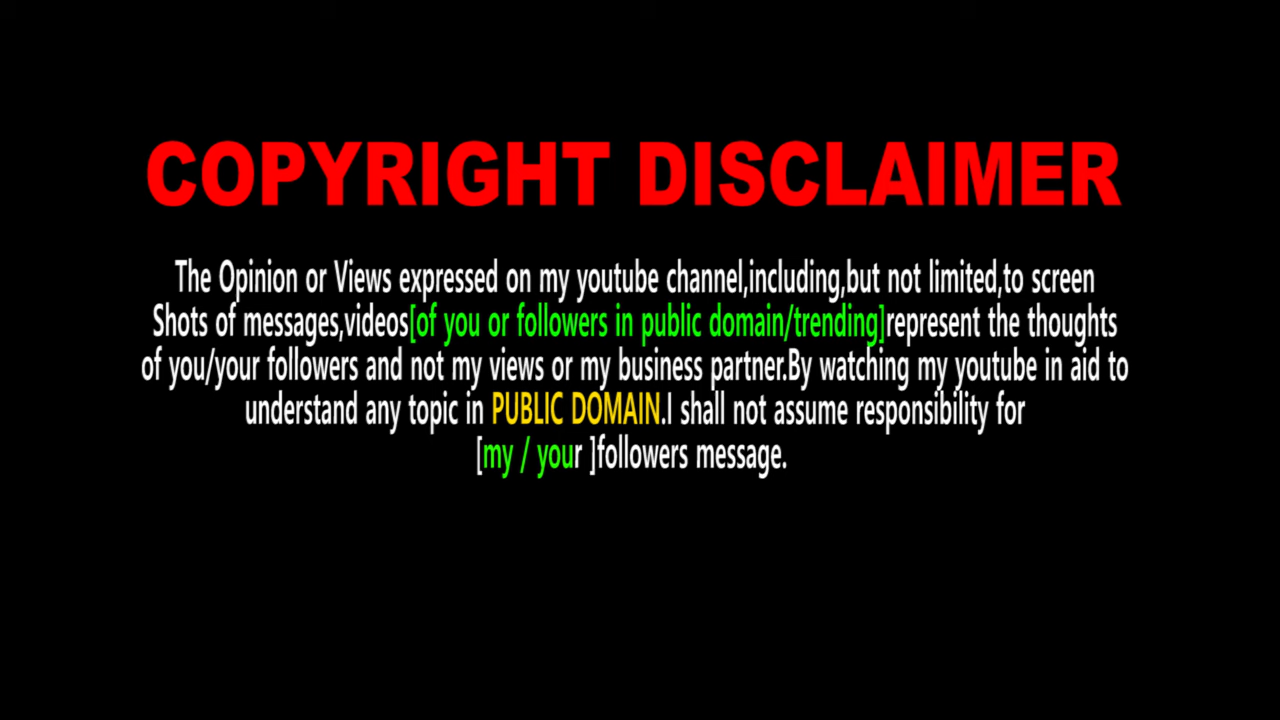 COPYRIGHT DISCLAIMER
The Opinion or Views expressed on my youtube channel,including,but not limited,to screen
Shots of messages,videos[of you or followers in public domain/trending]represent the thoughts
of you/your followers and not my views or my business partner.By watching my youtube in aid to
understand any topic in PUBLIC DOMAIN.I shall not assume responsibility for
[my / your ]followers message.